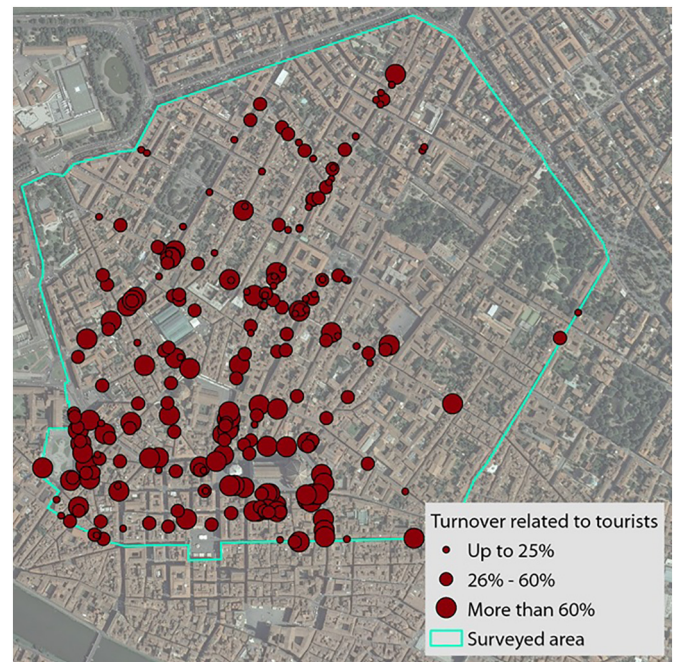 Turnover related to tourists
Up to 25%
26% - 60%
More than 60%
Surveyed area